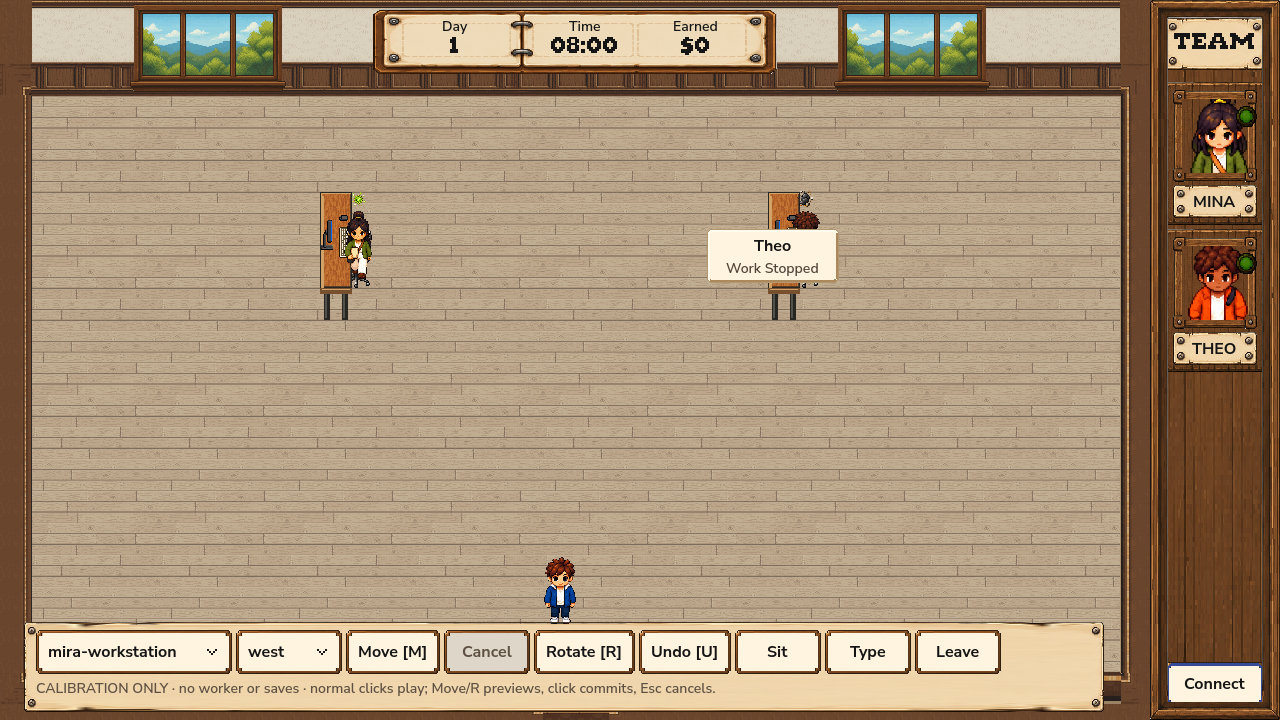 Day
1
Time
08:00
Earned
$0
TEAM
MINA
THEO
Theo
Work Stopped
mira-workstation
west
Move [M]
Cancel
Rotate [R]
Undo [U]
Sit
Type
Leave
CALIBRATION ONLY · no worker or saves · normal clicks play; Move/R previews, click commits, Esc cancels.
Connect